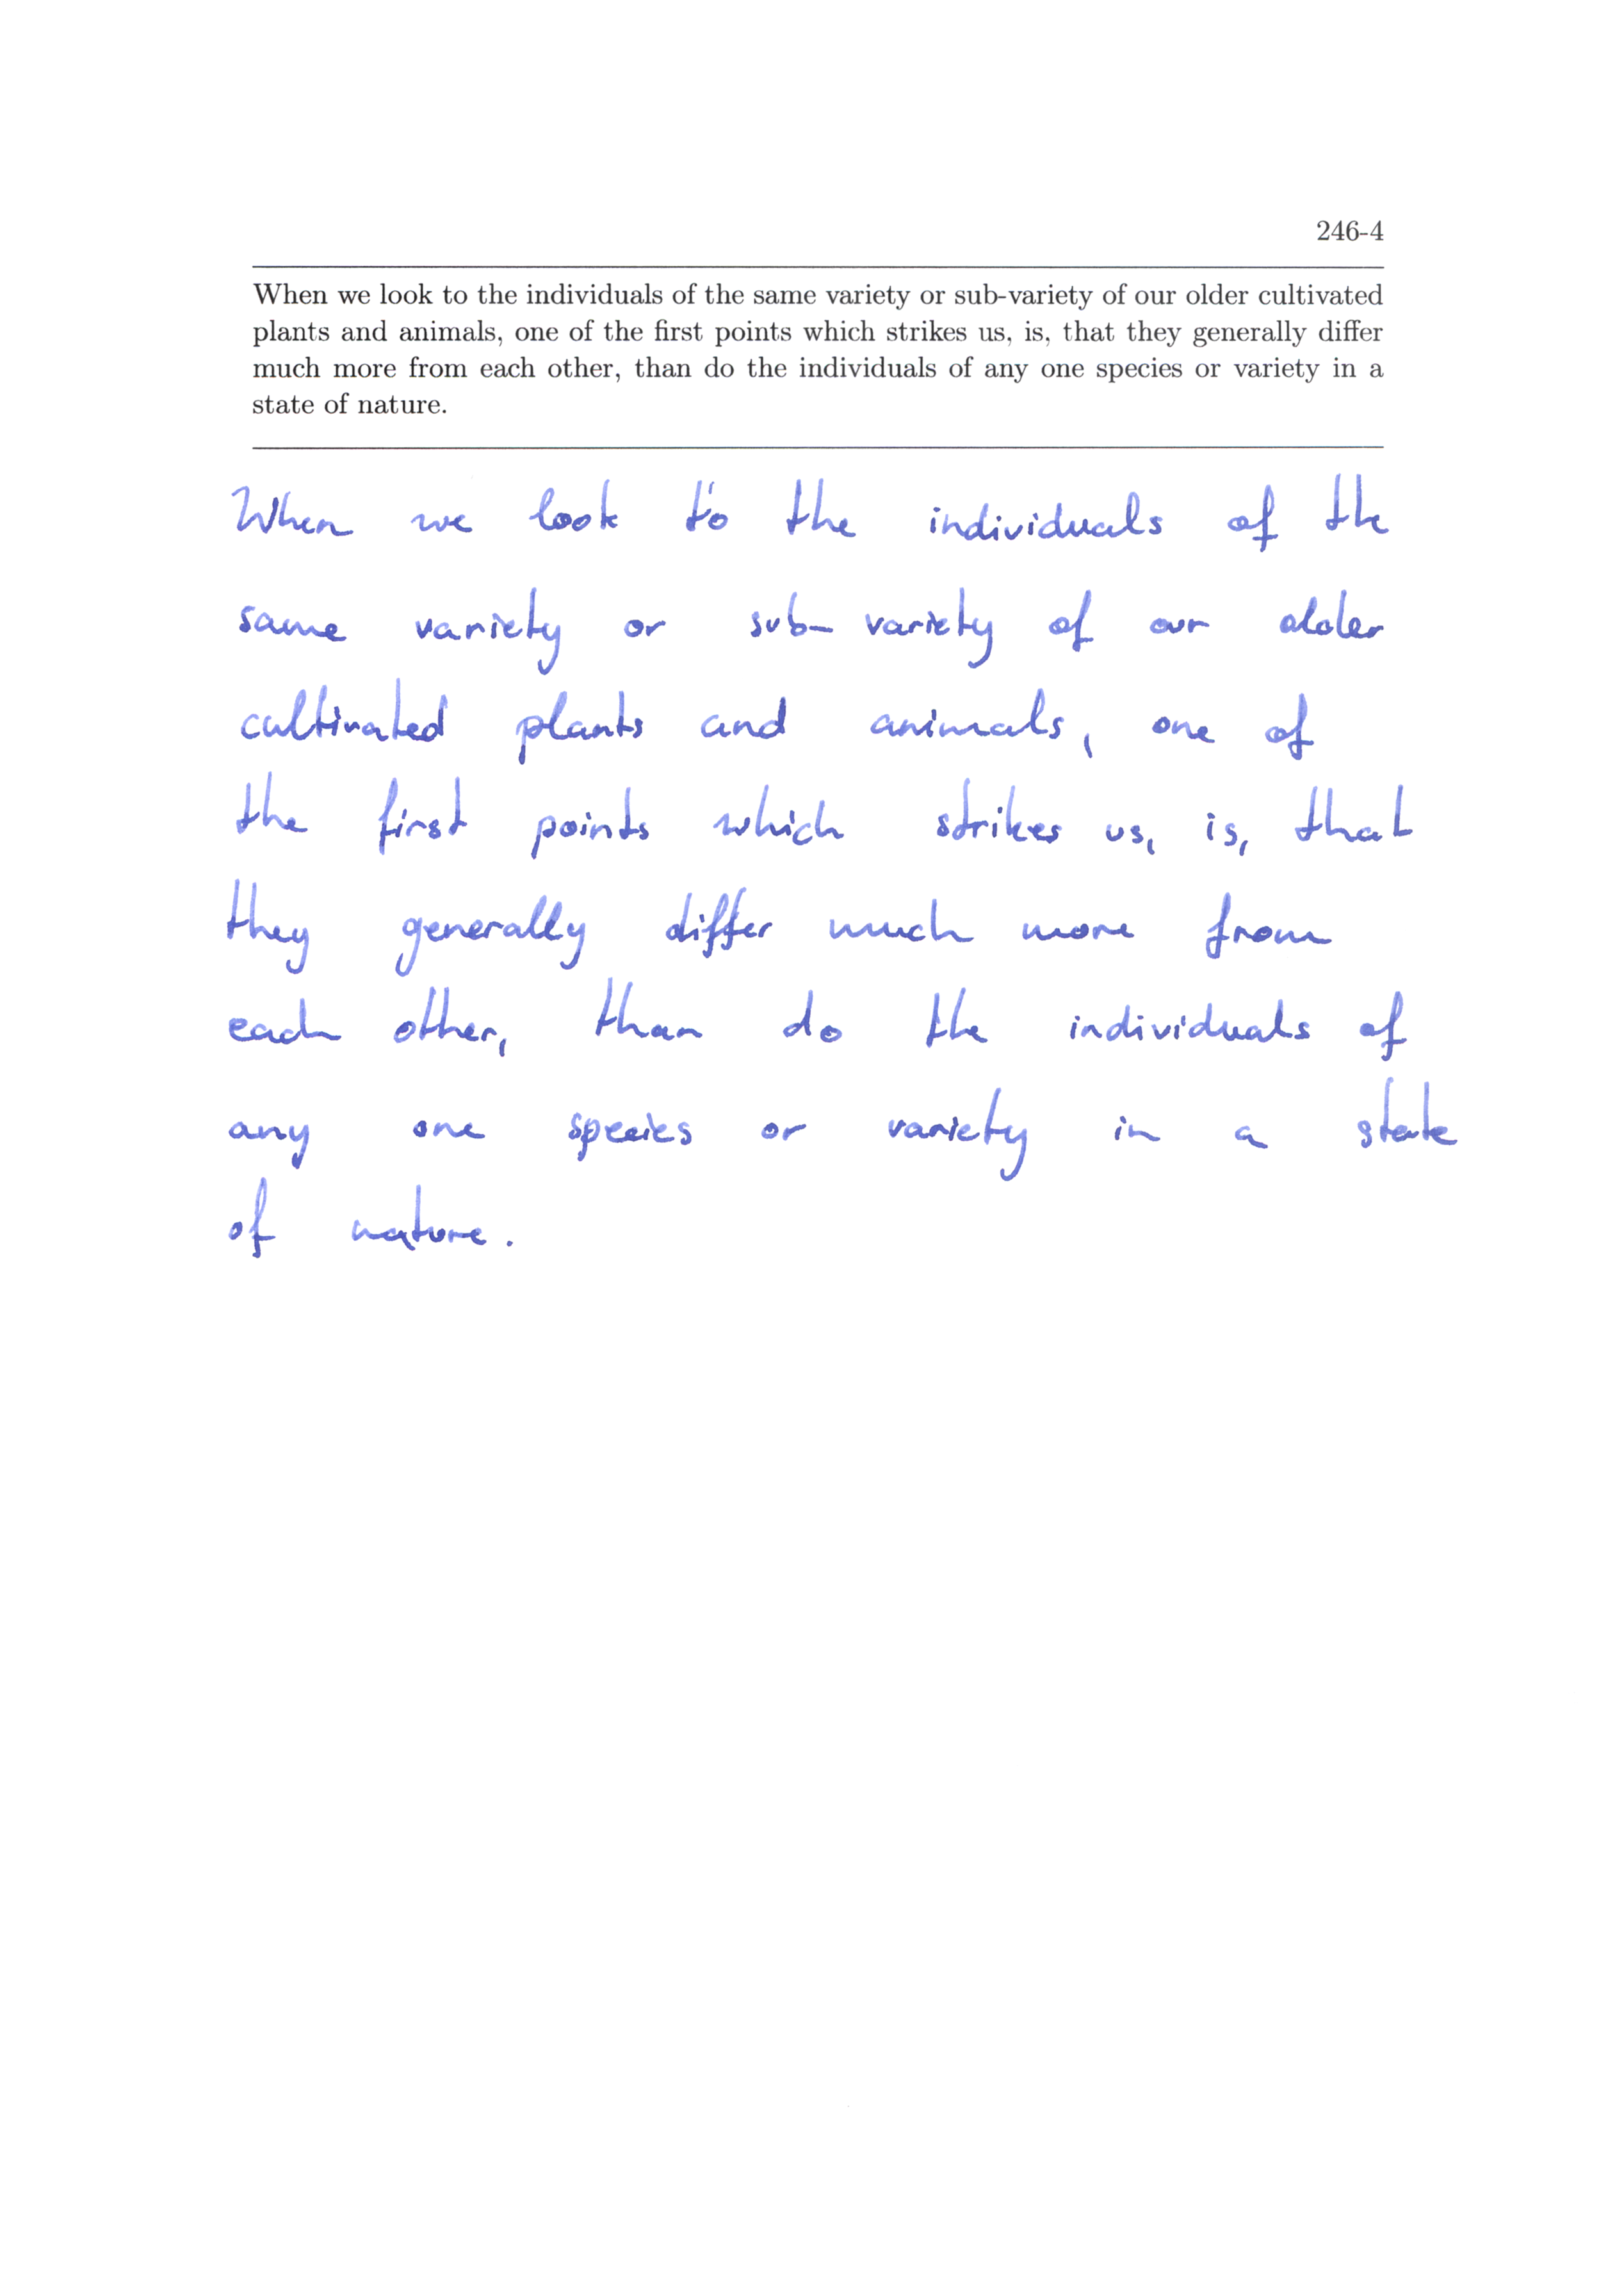 246-4
When we look to the individuals of the same variety or sub-variety of our older cultivated
plants and animals, one of the first points which strikes us, is, that they generally differ
much more from each other, than do the individuals of any one species or variety in a
state of nature.
When we look to the individuals of the
same variety or sub-variety of our older
cultivated plants and animals, one of
the first points which strikes us, is, that
they generally differ much more from
each other, than do the individuals of
any one species or variety in a state
of nature.